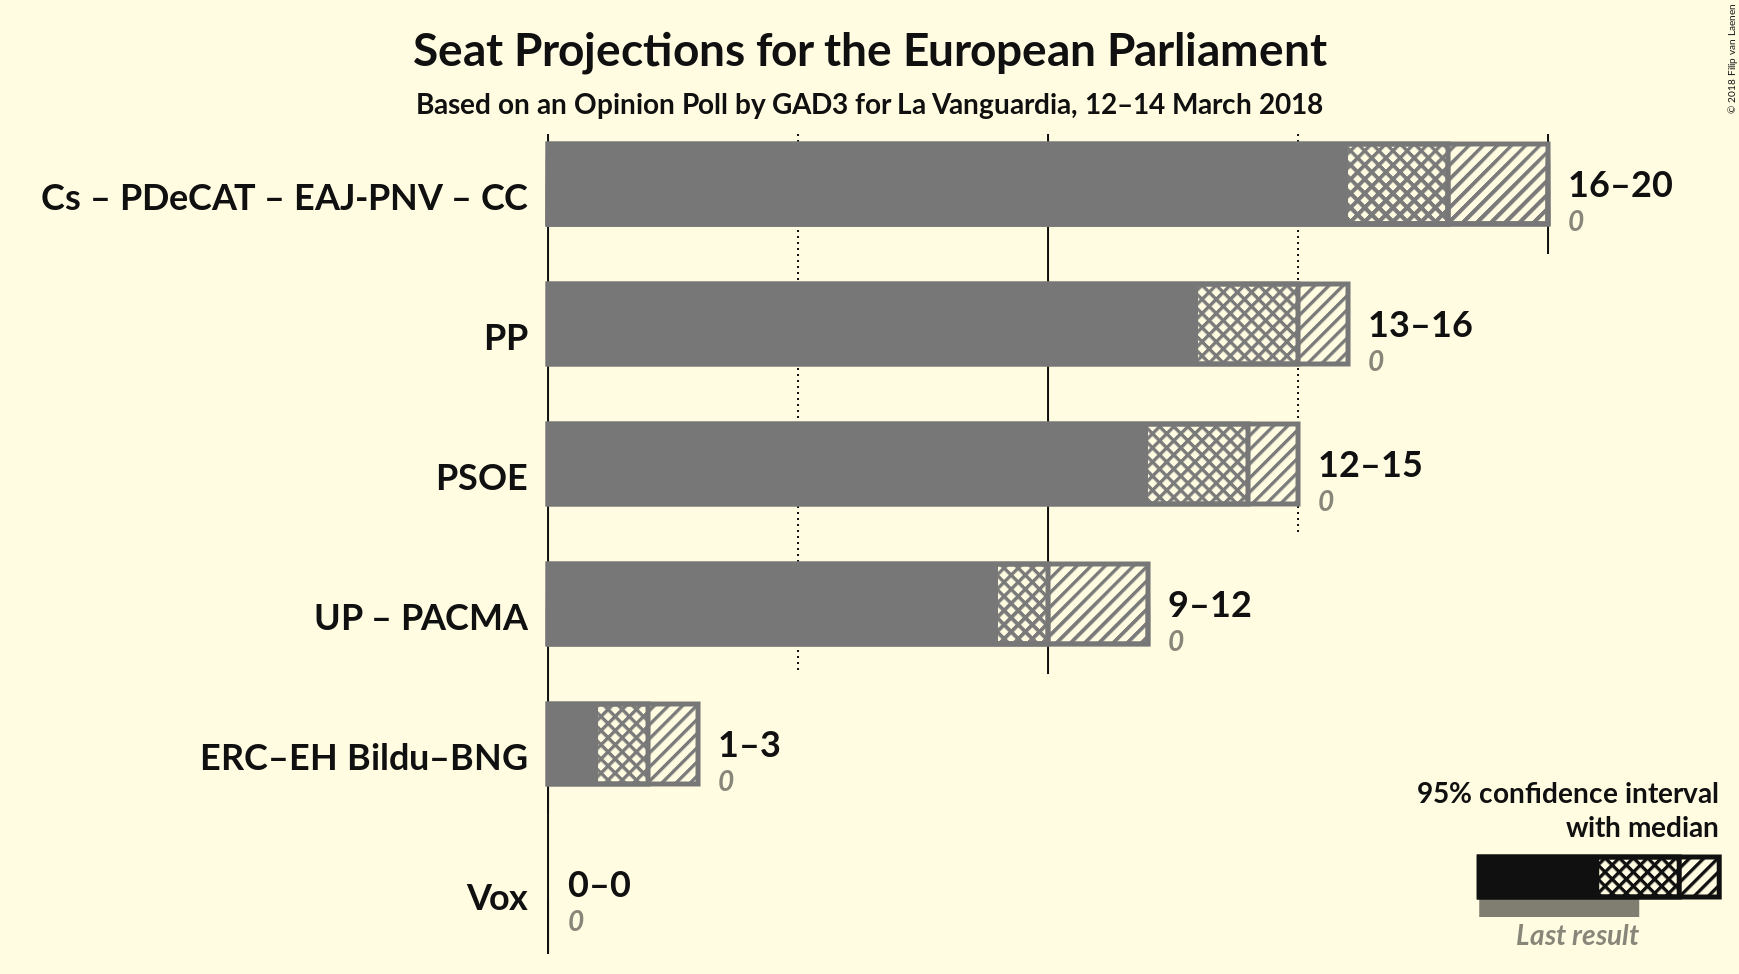 Seat Projections for the European Parliament
Based on an Opinion Poll by GAD3 for La Vanguardia, 12–14 March 2018
© 2018 Filip van Laenen
Cs – PDeCAT – EAJ-PNV – CC
16–20
0
PP
13–16
0
PSOE
12–15
0
UP – PACMA
9–12
0
ERC–EH Bildu–BNG
1–3
0
Vox
0–0
0
95% confidence interval
with median
Last result